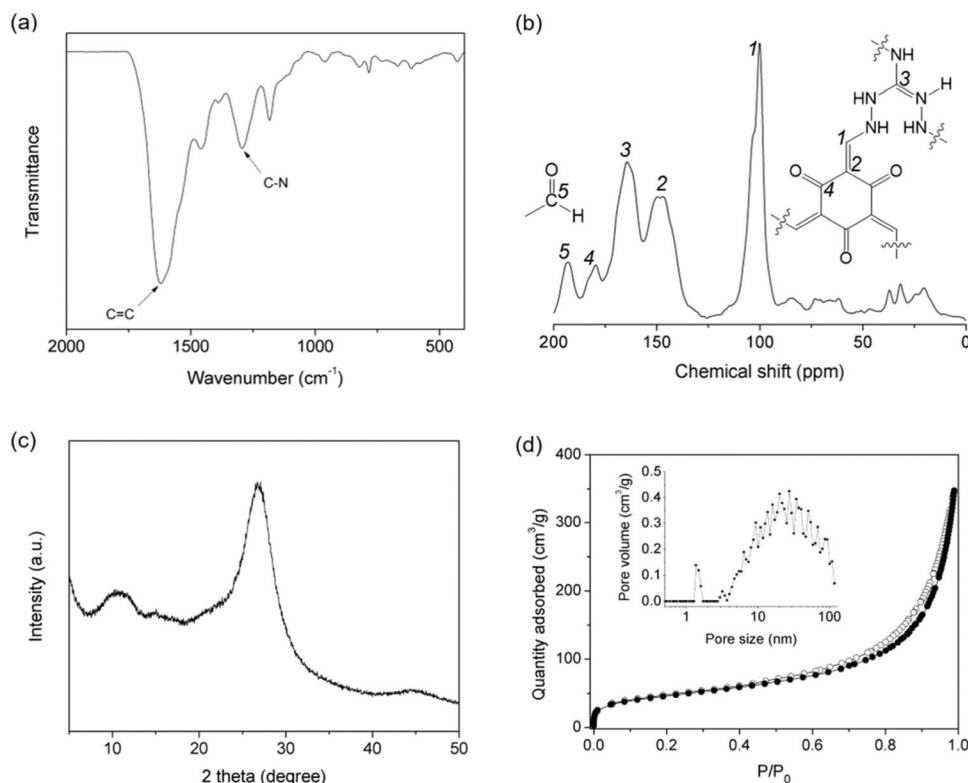 (a)
Transmittance
C-N
C=C
2000 1500 1000 500
Wavenumber (cm⁻¹)
(b)
1
3
2
5
4
O
5
C
H
NH
3
NH
N
H
HN
NH
1
2
O
O
4
O
200 150 100 50 0
Chemical shift (ppm)
(c)
Intensity (a.u.)
10 20 30 40 50
2 theta (degree)
(d)
Quantity adsorbed (cm³/g)
400
300
200
100
0
0.0 0.2 0.4 0.6 0.8 1.0
P/P₀
Pore volume (cm³/g)
0.5
0.4
0.3
0.2
0.1
0.0
1 10 100
Pore size (nm)